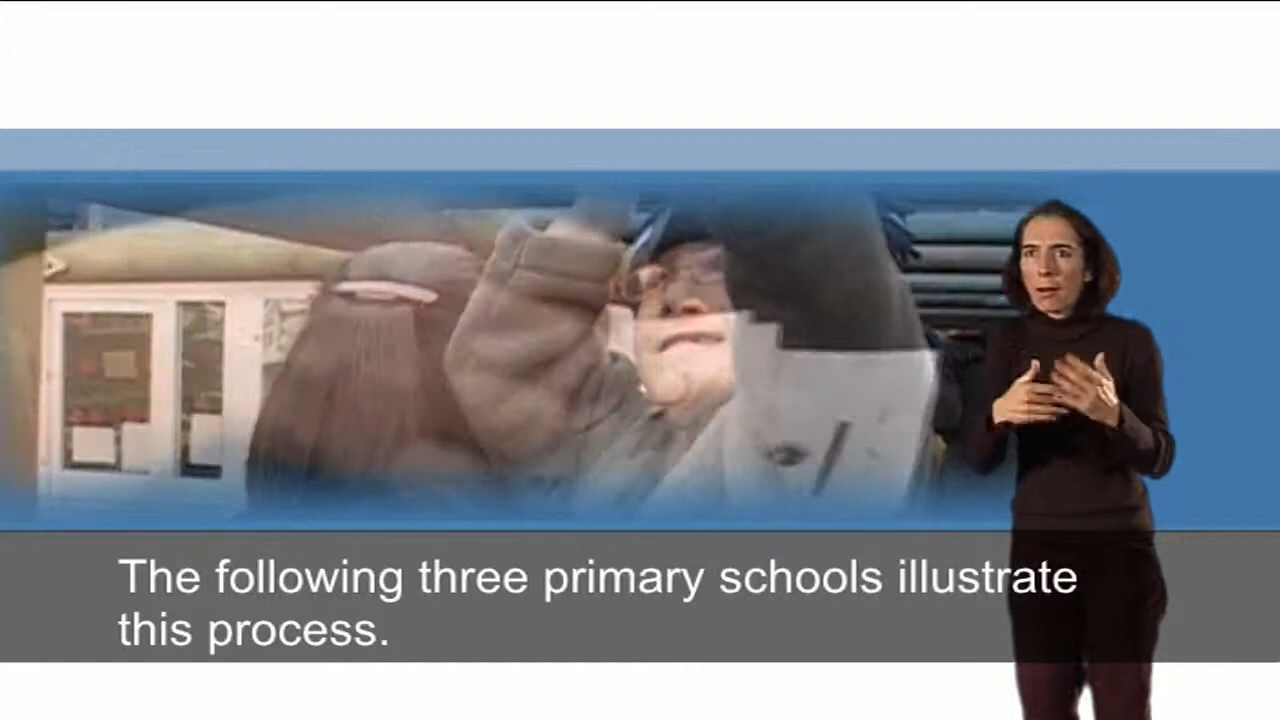 The following three primary schools illustrate
this process.